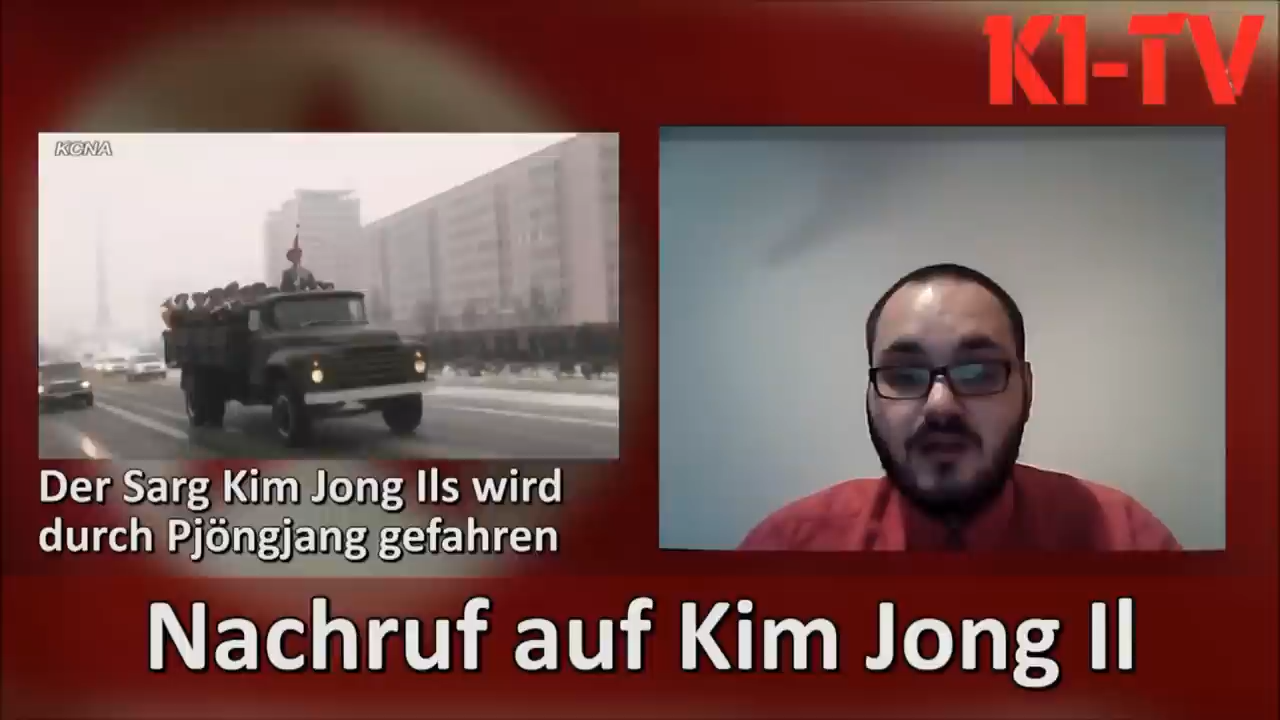 K1-TV
KCNA
Der Sarg Kim Jong Ils wird
durch Pjöngjang gefahren
Nachruf auf Kim Jong Il